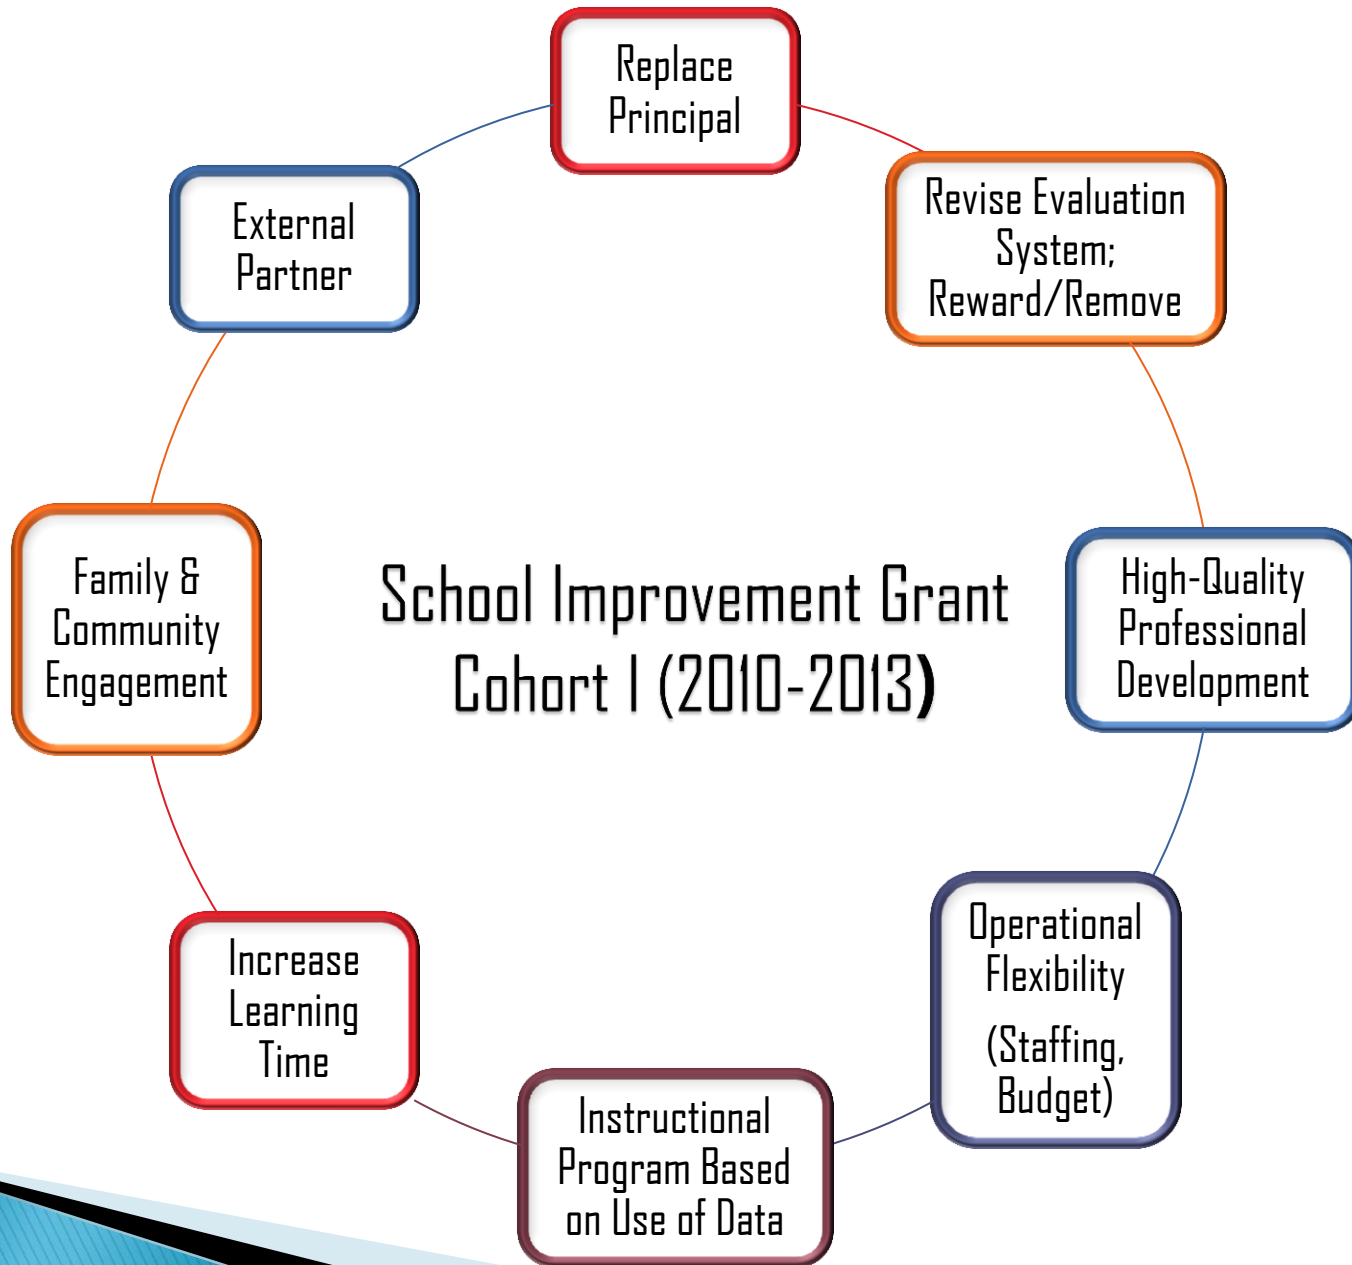 Replace
Principal
Revise Evaluation
System;
Reward/Remove
High-Quality
Professional
Development
Operational
Flexibility
(Staffing,
Budget)
Instructional
Program Based
on Use of Data
Increase
Learning
Time
Family &
Community
Engagement
External
Partner
School Improvement Grant
Cohort I (2010-2013)